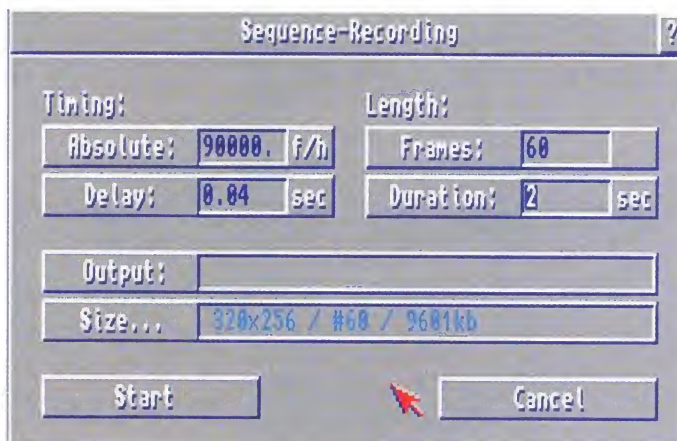 Sequence-Recording ?
Timing: Length:
Absolute: 90000. f/h Frames: 60
Delay: 0.04 sec Duration: 2 sec
Output:
Size... 320x256 / #60 / 9601kb
Start Cancel